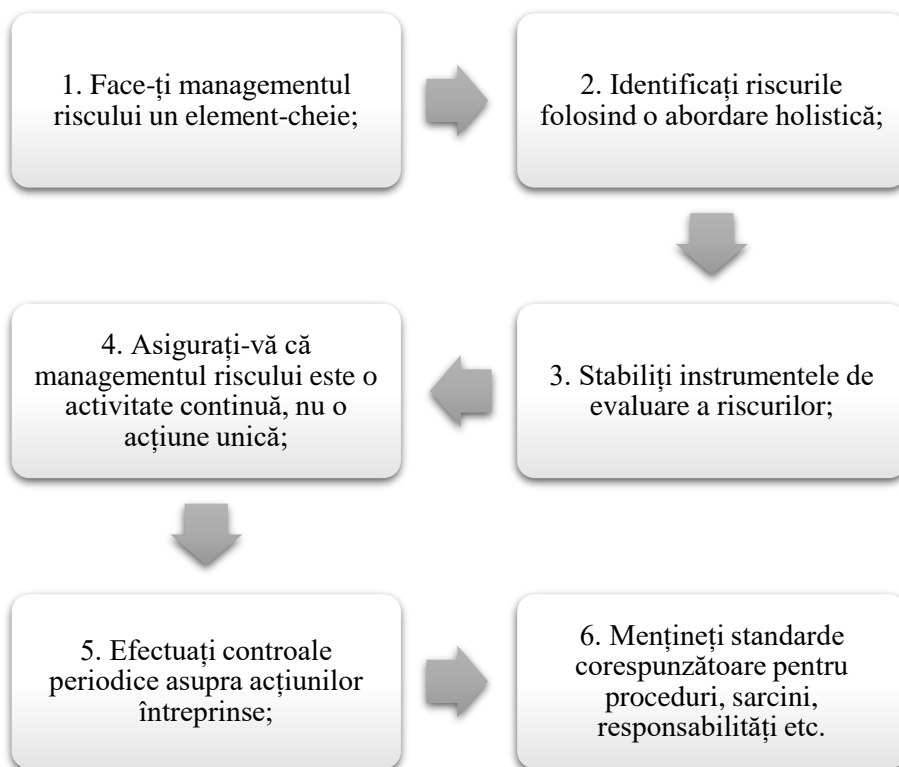 1. Face-ți managementul
riscului un element-cheie;
2. Identificați riscurile
folosind o abordare holistică;
3. Stabiliți instrumentele de
evaluare a riscurilor;
4. Asigurați-vă că
managementul riscului este o
activitate continuă, nu o
acțiune unică;
5. Efectuați controale
periodice asupra acțiunilor
întreprinse;
6. Mențineți standarde
corespunzătoare pentru
proceduri, sarcini,
responsabilități etc.